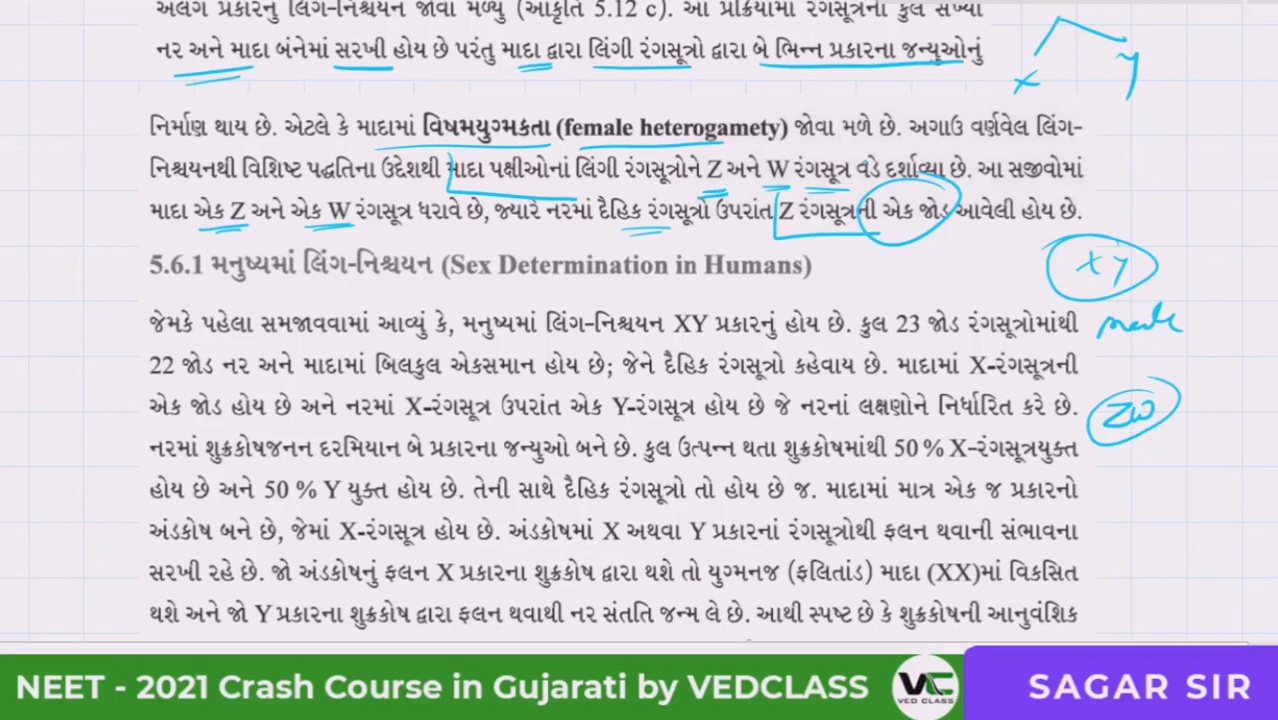 અલગ પ્રકારનું લિંગ-નિશ્ચયન જોવા મળ્યું (આકૃતિ 5.12 c). આ પ્રક્રિયામાં રંગસૂત્રની કુલ સંખ્યા
નર અને માદા બંનેમાં સરખી હોય છે પરંતુ માદા દ્વારા લિંગી રંગસૂત્રો દ્વારા બે ભિન્ન પ્રકારના જન્યુઓનું
x y
નિર્માણ થાય છે. એટલે કે માદામાં વિષમયુગ્મકતા (female heterogamety) જોવા મળે છે. અગાઉ વર્ણવેલ લિંગ-
નિશ્ચયનથી વિશિષ્ટ પદ્ધતિના ઉદ્દેશથી માદા પક્ષીઓનાં લિંગી રંગસૂત્રોને Z અને W રંગસૂત્ર વડે દર્શાવ્યા છે. આ સજીવોમાં
માદા એક Z અને એક W રંગસૂત્ર ધરાવે છે, જ્યારે નરમાં દૈહિક રંગસૂત્રો ઉપરાંત Z રંગસૂત્રની એક જોડ આવેલી હોય છે.
5.6.1 મનુષ્યમાં લિંગ-નિશ્ચયન (Sex Determination in Humans)
XY
જેમકે પહેલા સમજાવવામાં આવ્યું કે, મનુષ્યમાં લિંગ-નિશ્ચયન XY પ્રકારનું હોય છે. કુલ 23 જોડ રંગસૂત્રોમાંથી
male
22 જોડ નર અને માદામાં બિલકુલ એકસમાન હોય છે; જેને દૈહિક રંગસૂત્રો કહેવાય છે. માદામાં X-રંગસૂત્રની
એક જોડ હોય છે અને નરમાં X-રંગસૂત્ર ઉપરાંત એક Y-રંગસૂત્ર હોય છે જે નરનાં લક્ષણોને નિર્ધારિત કરે છે.
ZW
નરમાં શુક્રકોષજનન દરમિયાન બે પ્રકારના જન્યુઓ બને છે. કુલ ઉત્પન્ન થતા શુક્રકોષમાંથી 50 % X-રંગસૂત્રયુક્ત
હોય છે અને 50 % Y યુક્ત હોય છે. તેની સાથે દૈહિક રંગસૂત્રો તો હોય છે જ. માદામાં માત્ર એક જ પ્રકારનો
અંડકોષ બને છે, જેમાં X-રંગસૂત્ર હોય છે. અંડકોષમાં X અથવા Y પ્રકારનાં રંગસૂત્રોથી ફલન થવાની સંભાવના
સરખી રહે છે. જો અંડકોષનું ફલન X પ્રકારના શુક્રકોષ દ્વારા થશે તો યુગ્મનજ (ફલિતાંડ) માદા (XX)માં વિકસિત
થશે અને જો Y પ્રકારના શુક્રકોષ દ્વારા ફલન થવાથી નર સંતતિ જન્મ લે છે. આથી સ્પષ્ટ છે કે શુક્રકોષની આનુવંશિક
NEET - 2021 Crash Course in Gujarati by VEDCLASS
VC
VED CLASS
SAGAR SIR